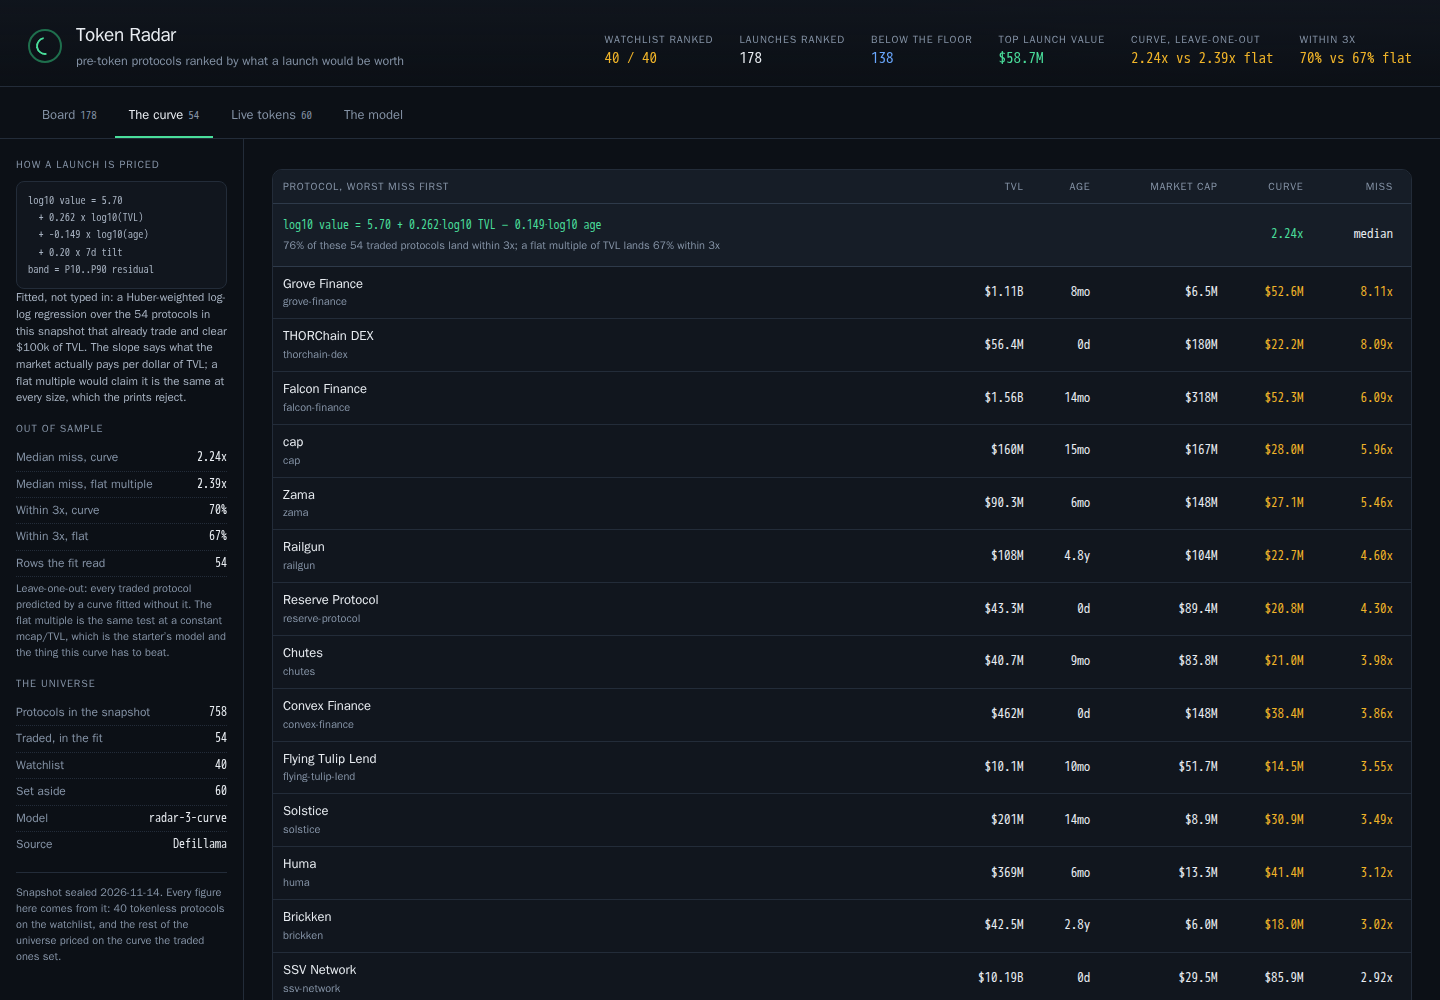 Token Radar
pre-token protocols ranked by what a launch would be worth
WATCHLIST RANKED
40 / 40
LAUNCHES RANKED
178
BELOW THE FLOOR
138
TOP LAUNCH VALUE
$58.7M
CURVE, LEAVE-ONE-OUT
2.24x vs 2.39x flat
WITHIN 3X
70% vs 67% flat
Board 178
The curve 54
Live tokens 60
The model
HOW A LAUNCH IS PRICED
log10 value = 5.70
+ 0.262 x log10(TVL)
+ -0.149 x log10(age)
+ 0.20 x 7d tilt
band = P10..P90 residual
Fitted, not typed in: a Huber-weighted log-
log regression over the 54 protocols in
this snapshot that already trade and clear
$100k of TVL. The slope says what the
market actually pays per dollar of TVL; a
flat multiple would claim it is the same at
every size, which the prints reject.
OUT OF SAMPLE
Median miss, curve 2.24x
Median miss, flat multiple 2.39x
Within 3x, curve 70%
Within 3x, flat 67%
Rows the fit read 54
Leave-one-out: every traded protocol
predicted by a curve fitted without it. The
flat multiple is the same test at a constant
mcap/TVL, which is the starter's model and
the thing this curve has to beat.
THE UNIVERSE
Protocols in the snapshot 758
Traded, in the fit 54
Watchlist 40
Set aside 60
Model radar-3-curve
Source DefiLlama
Snapshot sealed 2026-11-14. Every figure
here comes from it: 40 tokenless protocols
on the watchlist, and the rest of the
universe priced on the curve the traded
ones set.
PROTOCOL, WORST MISS FIRST TVL AGE MARKET CAP CURVE MISS
log10 value = 5.70 + 0.262·log10 TVL − 0.149·log10 age
76% of these 54 traded protocols land within 3x; a flat multiple of TVL lands 67% within 3x
2.24x median
Grove Finance
grove-finance
$1.11B 8mo $6.5M $52.6M 8.11x
THORChain DEX
thorchain-dex
$56.4M 0d $180M $22.2M 8.09x
Falcon Finance
falcon-finance
$1.56B 14mo $318M $52.3M 6.09x
cap
cap
$160M 15mo $167M $28.0M 5.96x
Zama
zama
$90.3M 6mo $148M $27.1M 5.46x
Railgun
railgun
$108M 4.8y $104M $22.7M 4.60x
Reserve Protocol
reserve-protocol
$43.3M 0d $89.4M $20.8M 4.30x
Chutes
chutes
$40.7M 9mo $83.8M $21.0M 3.98x
Convex Finance
convex-finance
$462M 0d $148M $38.4M 3.86x
Flying Tulip Lend
flying-tulip-lend
$10.1M 10mo $51.7M $14.5M 3.55x
Solstice
solstice
$201M 14mo $8.9M $30.9M 3.49x
Huma
huma
$369M 6mo $13.3M $41.4M 3.12x
Brickken
brickken
$42.5M 2.8y $6.0M $18.0M 3.02x
SSV Network
ssv-network
$10.19B 0d $29.5M $85.9M 2.92x